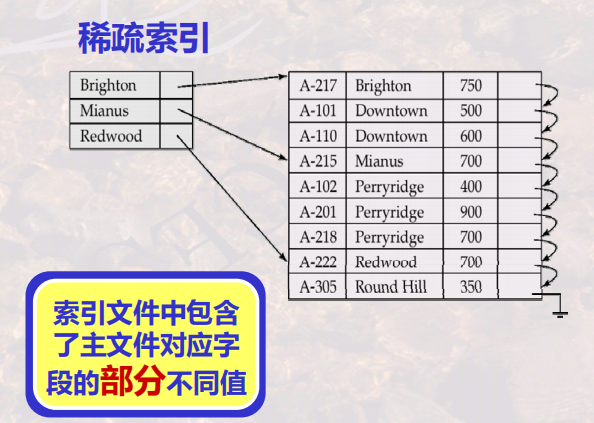 稀疏索引
Brighton
Mianus
Redwood
A-217 Brighton 750
A-101 Downtown 500
A-110 Downtown 600
A-215 Mianus 700
A-102 Perryridge 400
A-201 Perryridge 900
A-218 Perryridge 700
A-222 Redwood 700
A-305 Round Hill 350
索引文件中包含
了主文件对应字
段的部分不同值